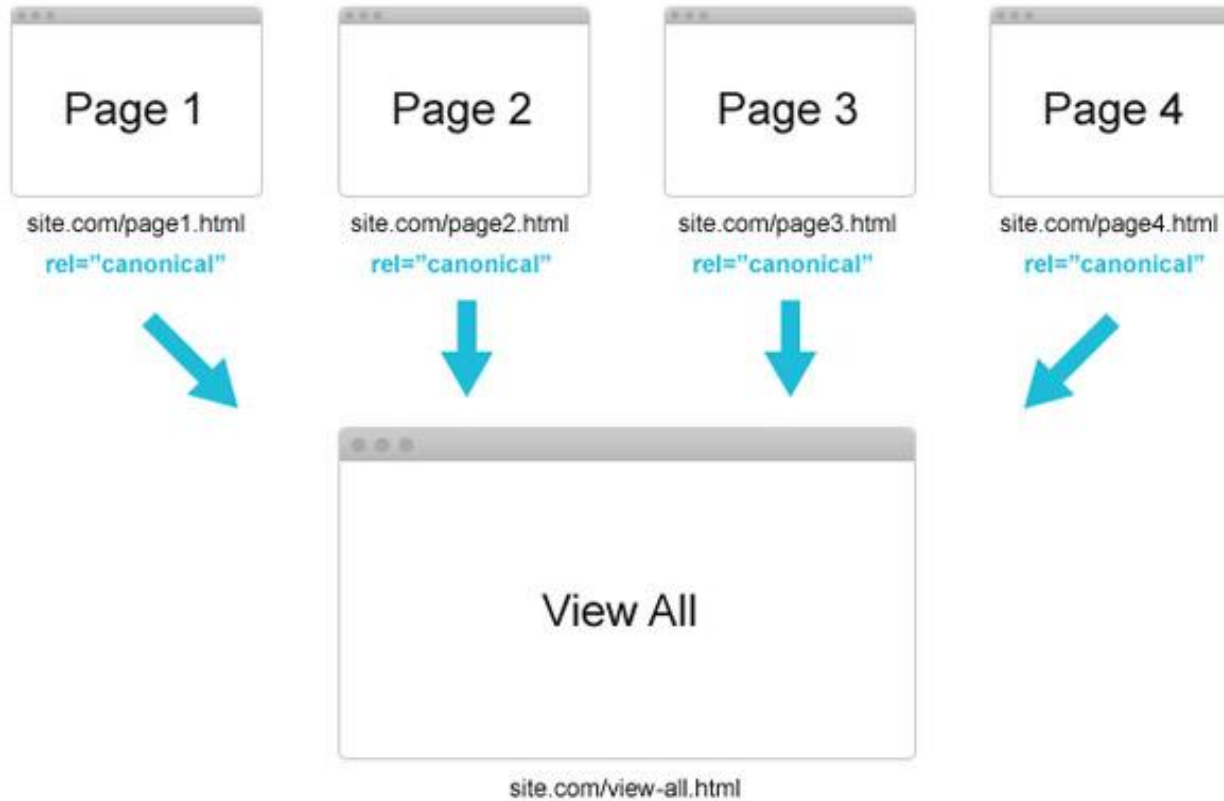 Page 1
Page 2
Page 3
Page 4
site.com/page1.html
site.com/page2.html
site.com/page3.html
site.com/page4.html
rel=”canonical”
rel=”canonical”
rel=”canonical”
rel=”canonical”
View All
site.com/view-all.html